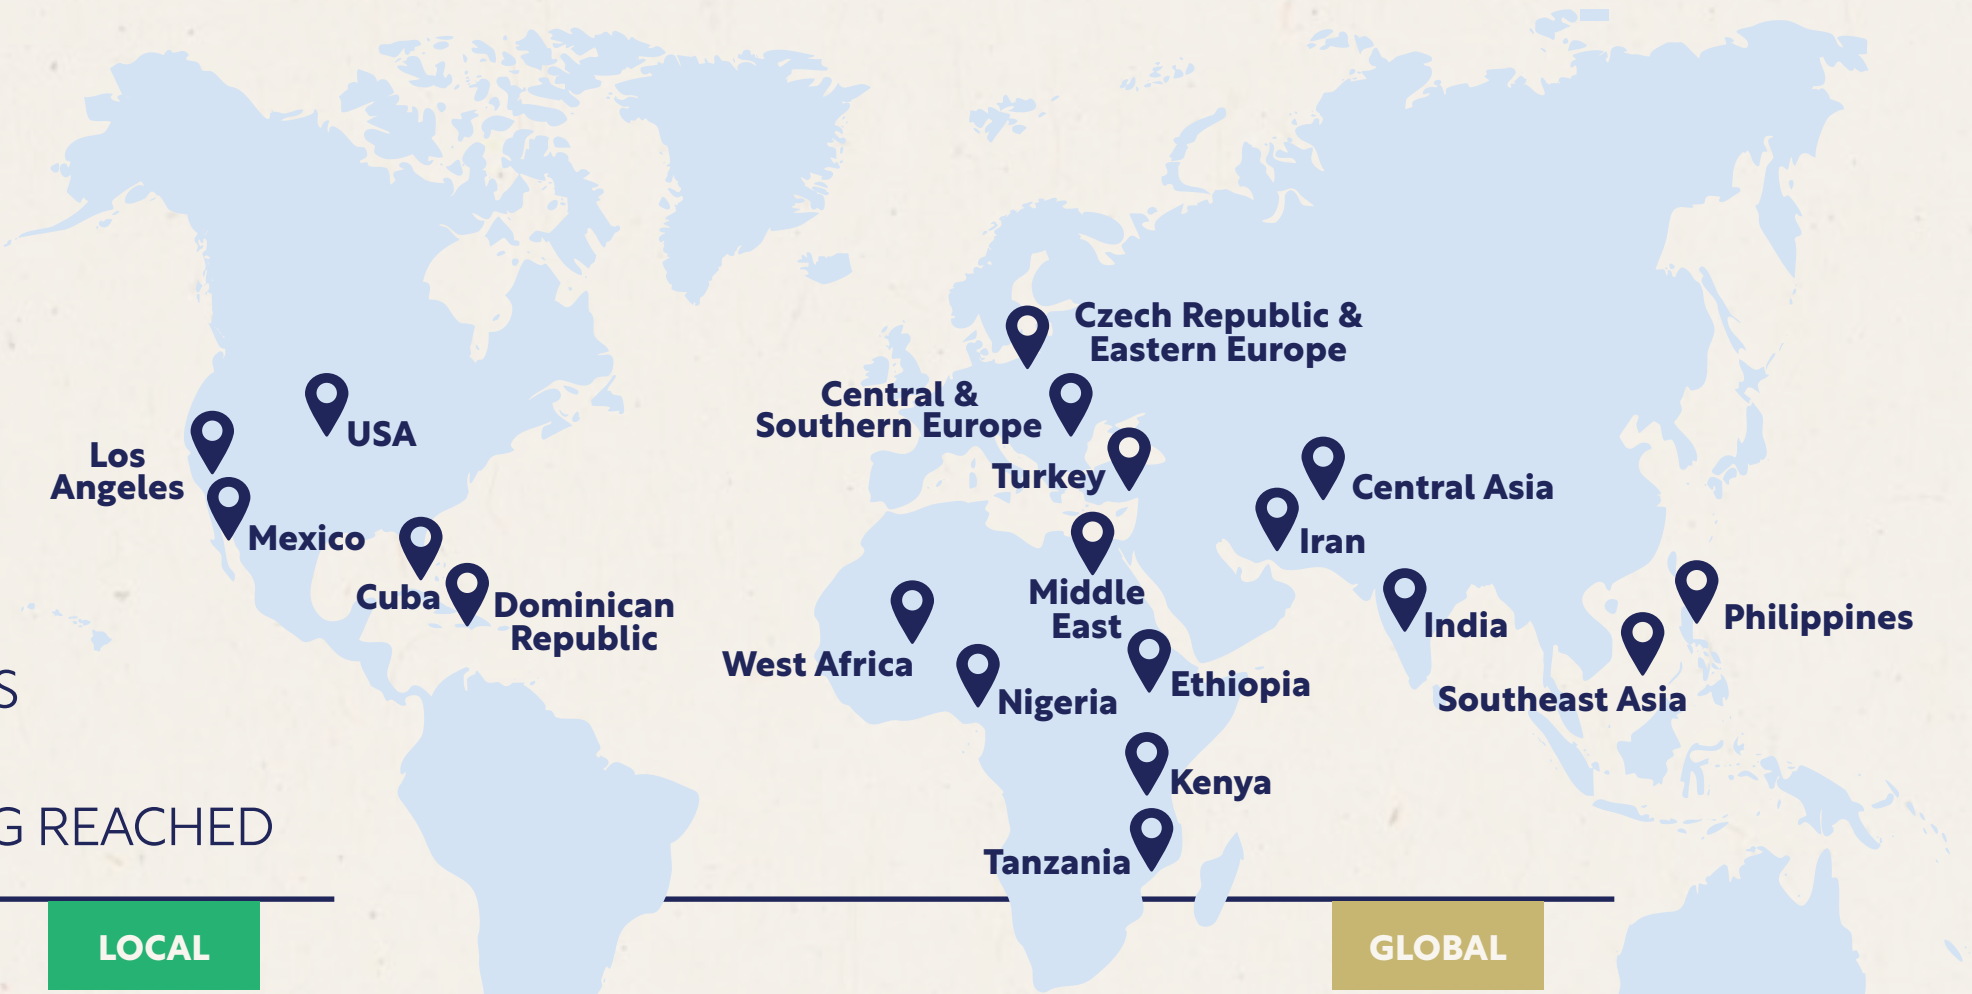 Czech Republic &
Eastern Europe
Central &
Southern Europe
USA
Los
Angeles
Turkey
Central Asia
Mexico
Iran
Cuba
Dominican
Republic
Middle
East
India
Philippines
West Africa
Nigeria
Ethiopia
Southeast Asia
S
Kenya
G REACHED
Tanzania
LOCAL
GLOBAL